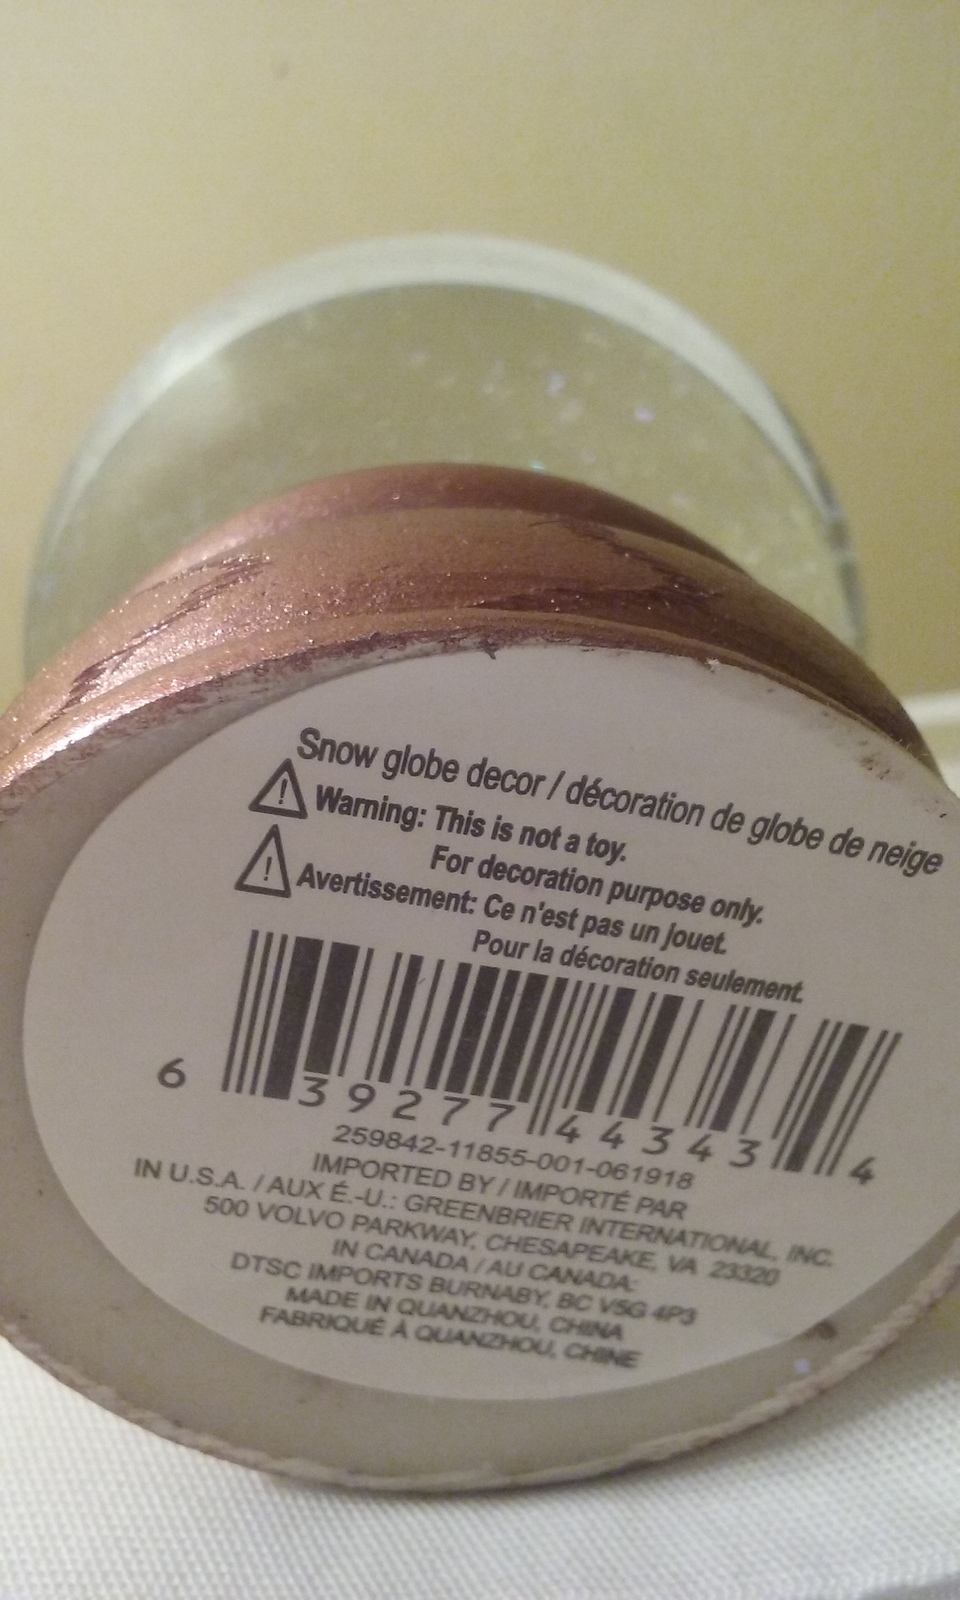 Snow globe decor / décoration de globe de neige
Warning: This is not a toy.
For decoration purpose only.
Avertissement: Ce n'est pas un jouet.
Pour la décoration seulement.
6 39277 44343 4
259842-11855-001-061918
IMPORTED BY / IMPORTÉ PAR
IN U.S.A. / AUX É.-U.: GREENBRIER INTERNATIONAL, INC.
500 VOLVO PARKWAY, CHESAPEAKE, VA 23320
IN CANADA / AU CANADA:
DTSC IMPORTS BURNABY, BC V5G 4P3
MADE IN QUANZHOU, CHINA
FABRIQUÉ À QUANZHOU, CHINE